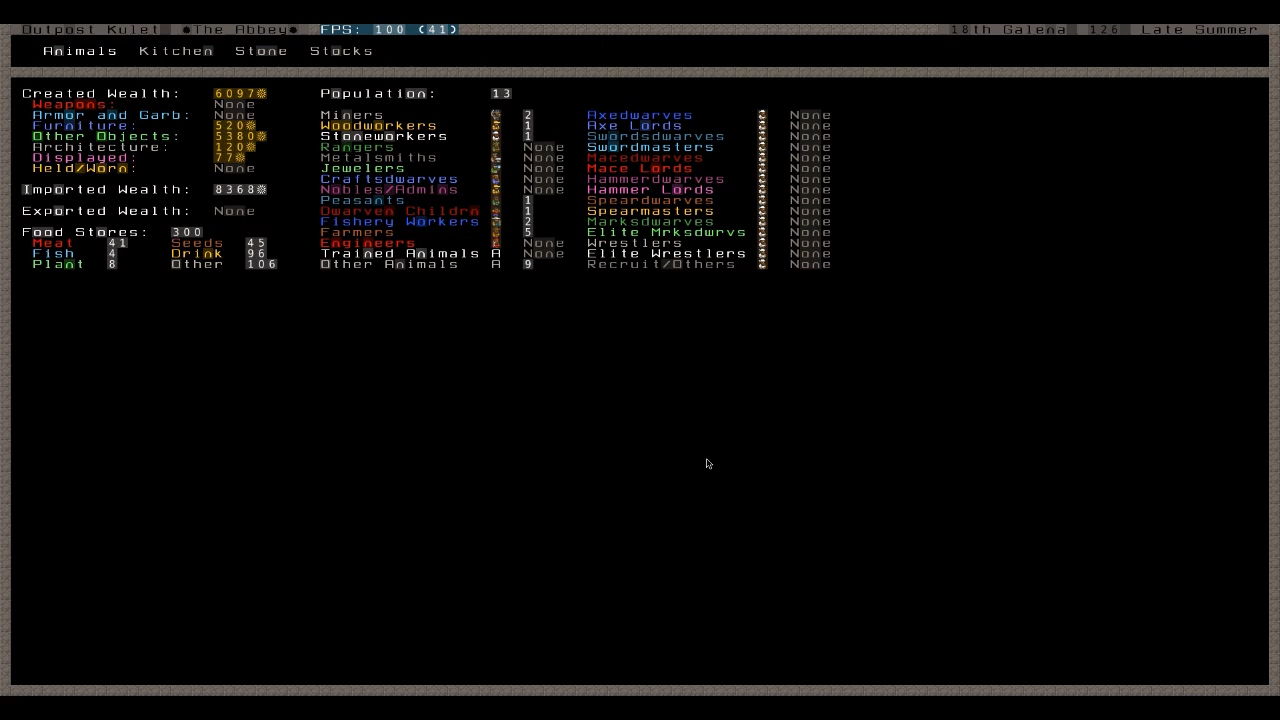 Outpost Kulet ☼The Abbey☼ FPS: 100 (41) 18th Galena 126 Late Summer
Animals Kitchen Stone Stocks
Created Wealth: 6097☼ Population: 13
Weapons: None
Armor and Garb: None Miners 2 Axedwarves None
Furniture: 520☼ Woodworkers 1 Axe Lords None
Other Objects: 5380☼ Stoneworkers 1 Swordsdwarves None
Architecture: 120☼ Rangers None Swordmasters None
Displayed: 77☼ Metalsmiths None Macedwarves None
Held/Worn: None Jewelers None Mace Lords None
Craftsdwarves None Hammerdwarves None
Imported Wealth: 8368☼ Nobles/Admins None Hammer Lords None
Peasants 1 Speardwarves None
Exported Wealth: None Dwarven Childrn 1 Spearmasters None
Fishery Workers 2 Marksdwarves None
Food Stores: 300 Farmers 5 Elite Mrksdwrvs None
Meat 41 Seeds 45 Engineers None Wrestlers None
Fish 4 Drink 96 Trained Animals A None Elite Wrestlers None
Plant 8 Other 106 Other Animals A 9 Recruit/Others None